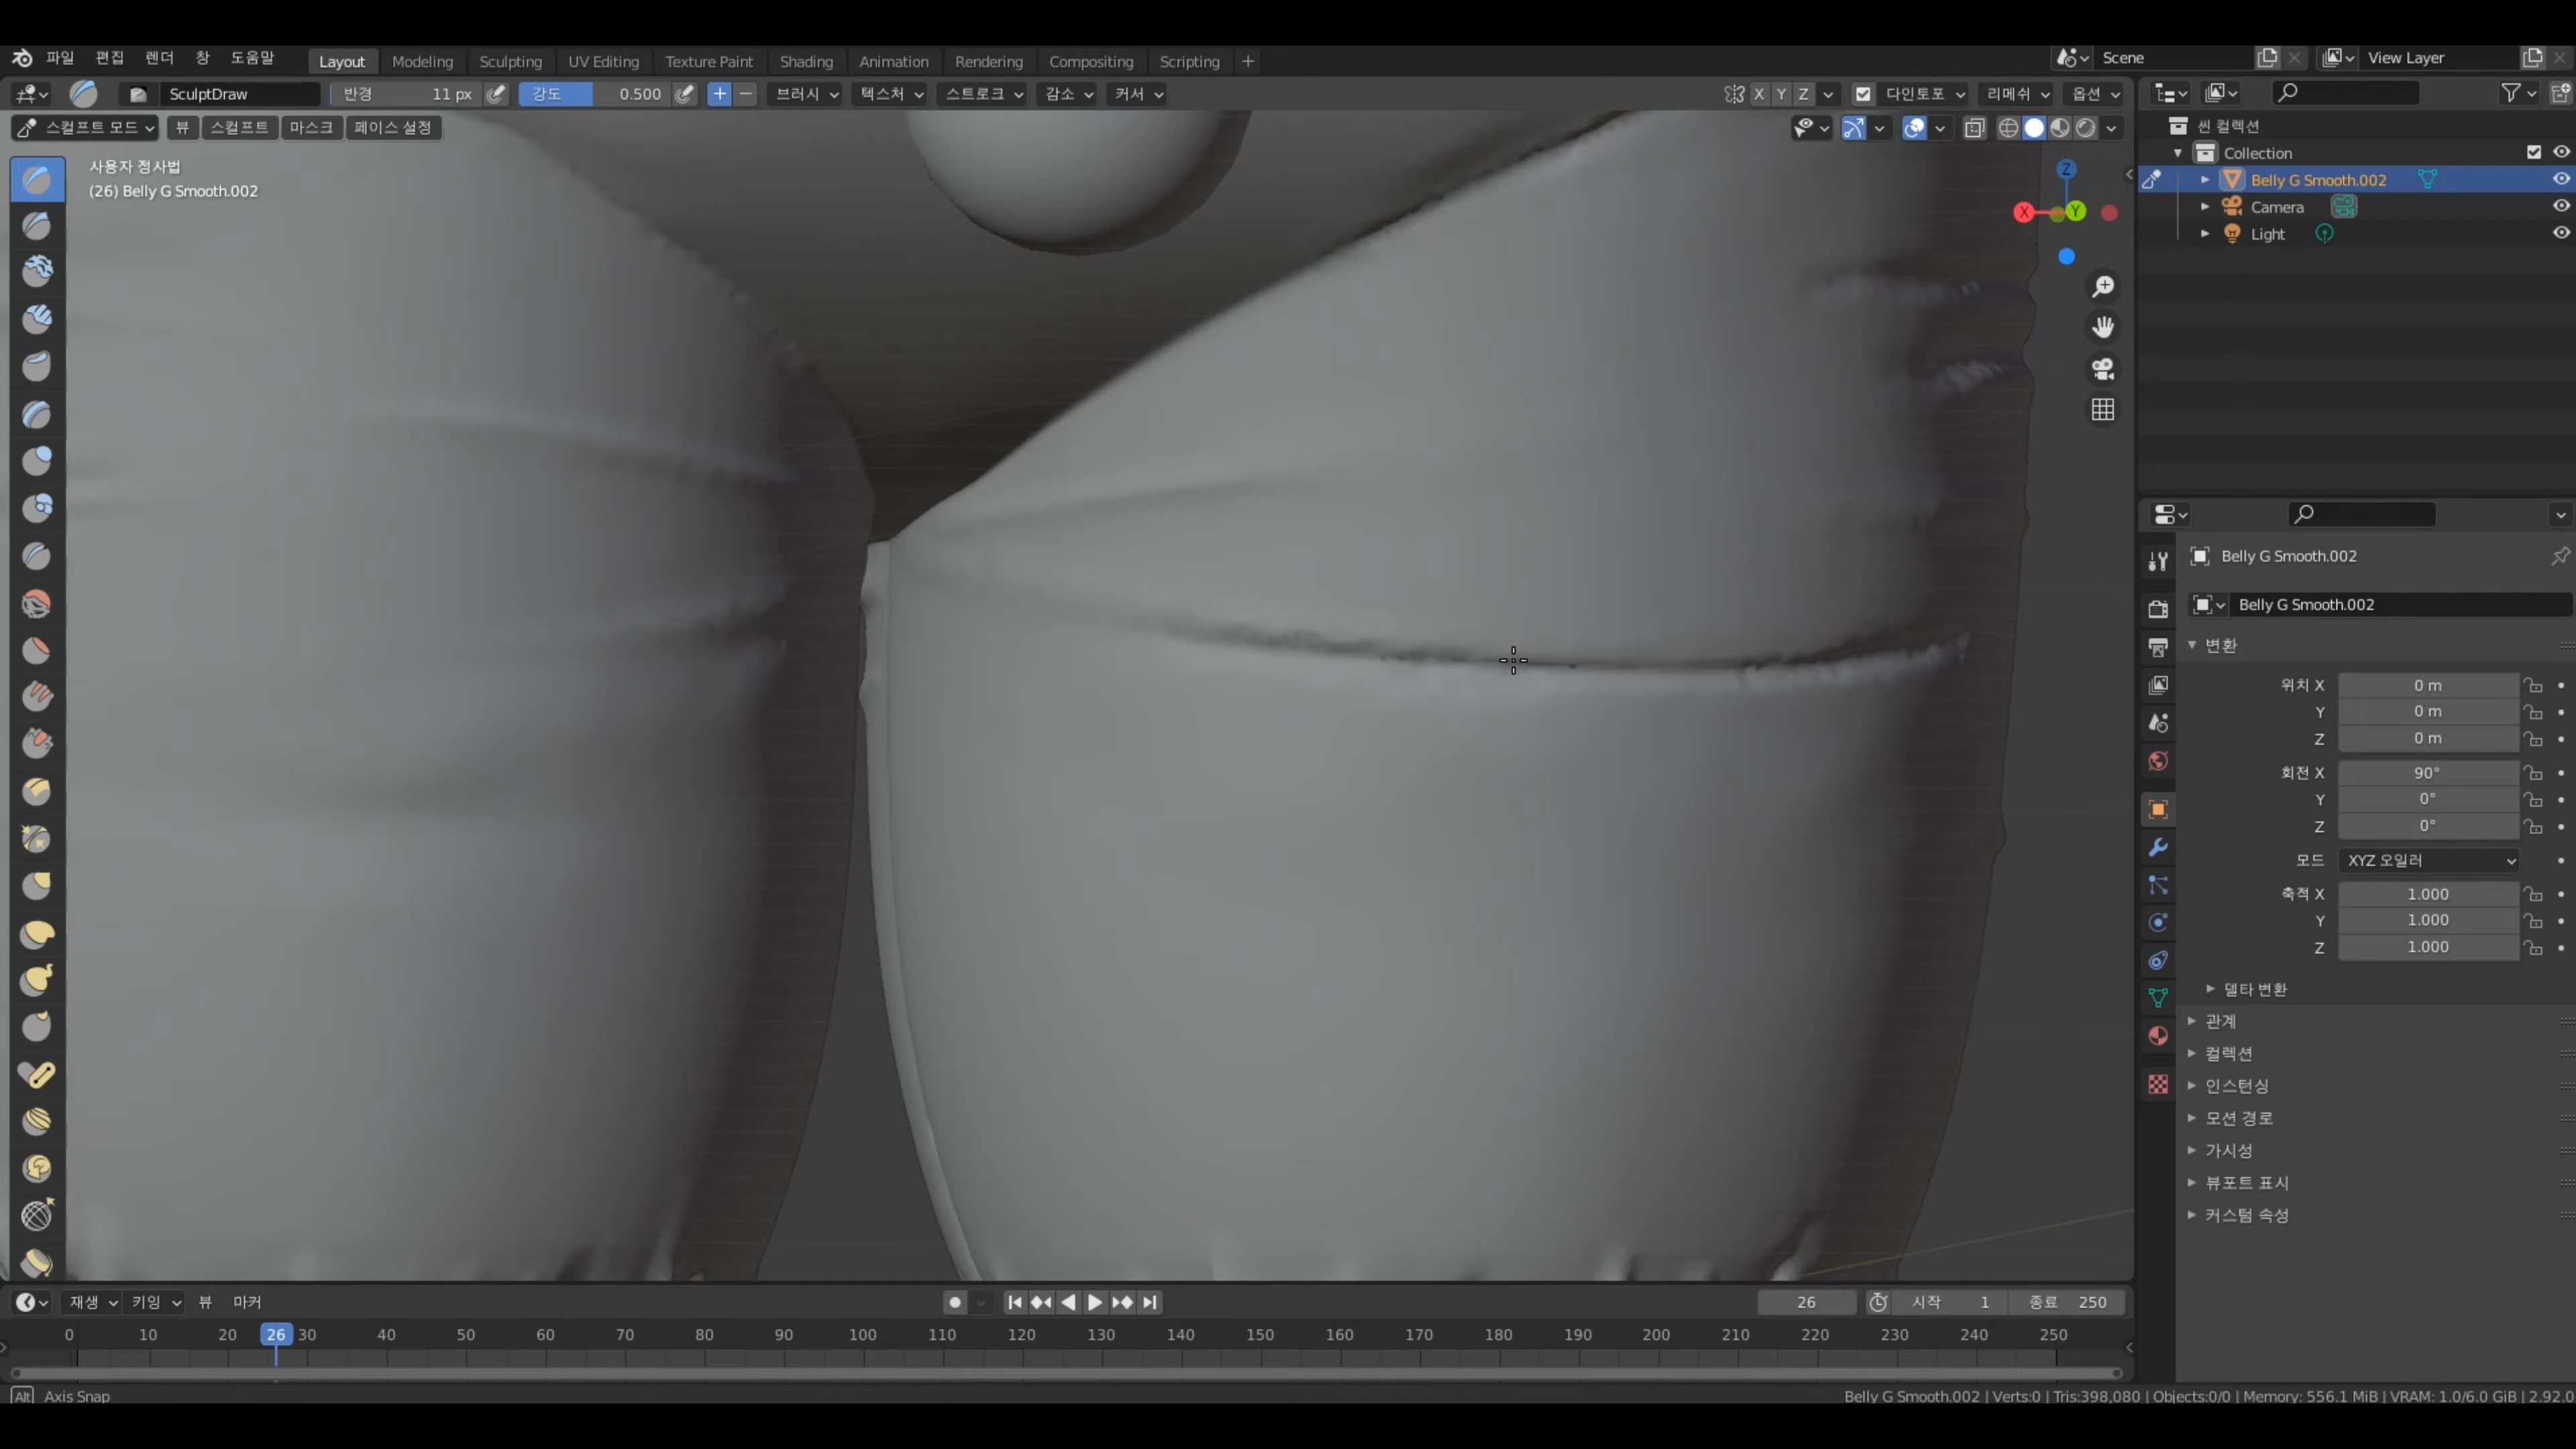 파일 편집 렌더 창 도움말 Layout Modeling Sculpting UV Editing Texture Paint Shading Animation Rendering Compositing Scripting + Scene View Layer
SculptDraw 반경 11 px 강도 0.500 브러시 텍스처 스트로크 감소 커서 X Y Z 다인토포 리메쉬 옵션
스컬프트 모드 뷰 스컬프트 마스크 페이스 설정
사용자 정사법
(26) Belly G Smooth.002
Z
X
Y
씬 컬렉션
Collection
Belly G Smooth.002
Camera
Light
Belly G Smooth.002
Belly G Smooth.002
변환
위치 X 0 m
Y 0 m
Z 0 m
회전 X 90°
Y 0°
Z 0°
모드 XYZ 오일러
축적 X 1.000
Y 1.000
Z 1.000
델타 변환
관계
컬렉션
인스턴싱
모션 경로
가시성
뷰포트 표시
커스텀 속성
재생 키잉 뷰 마커 26 시작 1 종료 250
0 10 20 26 30 40 50 60 70 80 90 100 110 120 130 140 150 160 170 180 190 200 210 220 230 240 250
Alt Axis Snap
Belly G Smooth.002 | Verts:0 | Tris:398,080 | Objects:0/0 | Memory: 556.1 MiB | VRAM: 1.0/6.0 GiB | 2.92.0